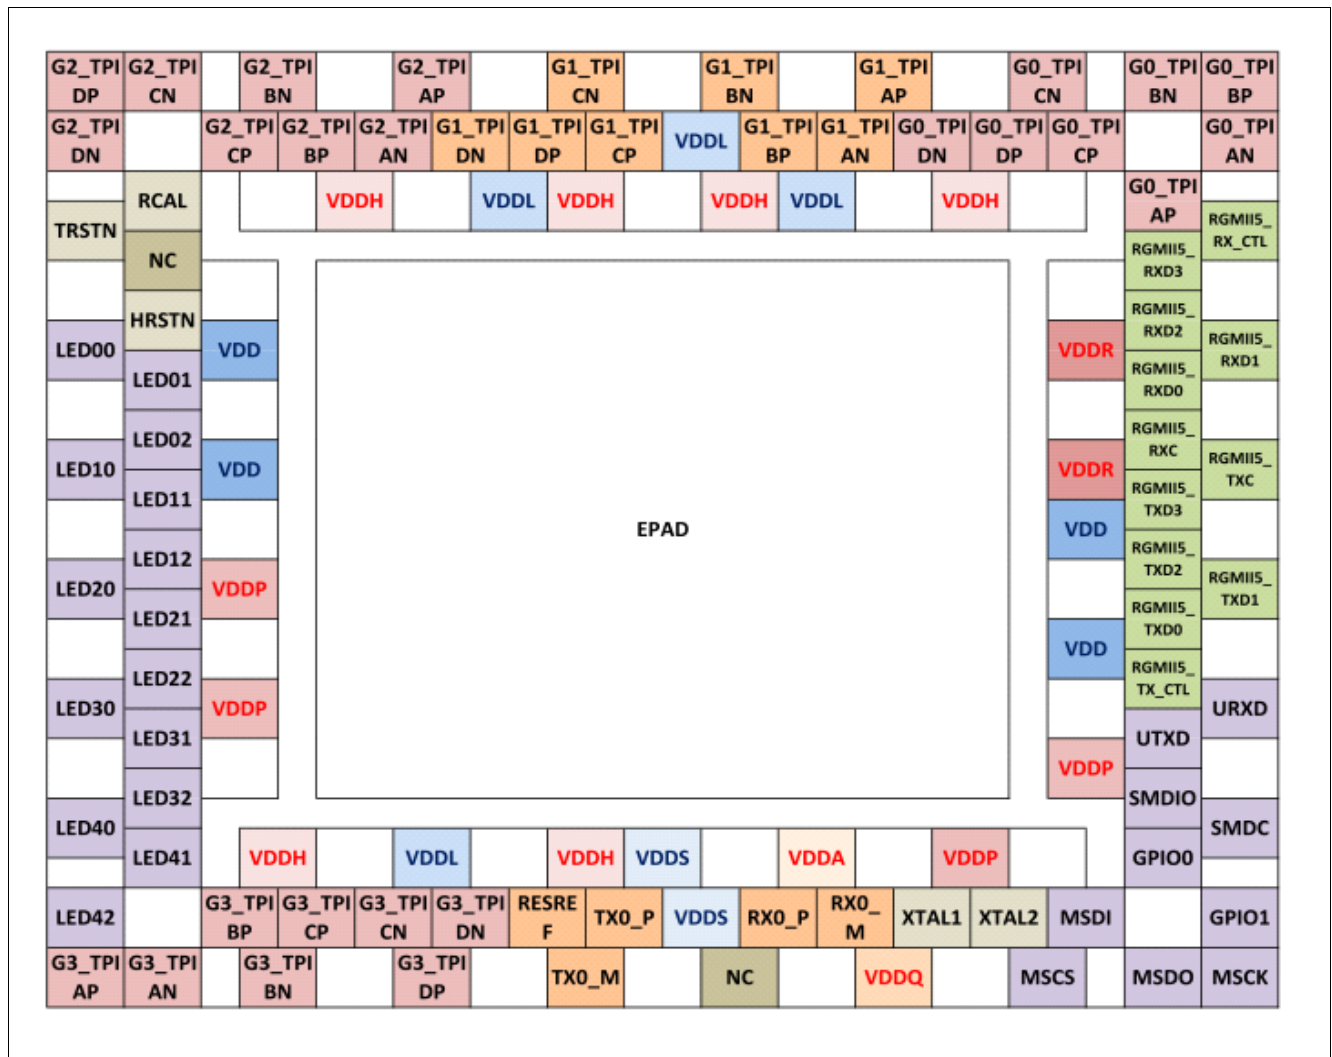 G2_TPI G2_TPI G2_TPI G2_TPI G1_TPI G1_TPI G1_TPI G0_TPI G0_TPI G0_TPI
DP CN BN AP CN BN AP CN BN BP
G2_TPI G2_TPI G2_TPI G2_TPI G1_TPI G1_TPI G1_TPI VDDL G1_TPI G1_TPI G0_TPI G0_TPI G0_TPI G0_TPI
DN CP BP AN DN DP CP BP AN DN DP CP AN
RCAL VDDH VDDL VDDH VDDH VDDL VDDH G0_TPI
AP
TRSTN RGMII5_
RX_CTL
NC RGMII5_
RXD3
HRSTN RGMII5_
RXD2
LED00 VDD VDDR RGMII5_
RXD1
LED01 RGMII5_
RXD0
LED02 RGMII5_
RXC
LED10 VDD VDDR RGMII5_
TXC
LED11 RGMII5_
TXD3
EPAD VDD
LED12 RGMII5_
TXD2
LED20 VDDP RGMII5_
TXD1
LED21 RGMII5_
TXD0
VDD
LED22 RGMII5_
TX_CTL
LED30 VDDP URXD
LED31 UTXD
VDDP
LED32 SMDIO
LED40 SMDC
LED41 VDDH VDDL VDDH VDDS VDDA VDDP GPIO0
LED42 G3_TPI G3_TPI G3_TPI G3_TPI RESRE TX0_P VDDS RX0_P RX0_ XTAL1 XTAL2 MSDI GPIO1
BP CP CN DN F M
G3_TPI G3_TPI G3_TPI G3_TPI TX0_M NC VDDQ MSCS MSDO MSCK
AP AN BN DP